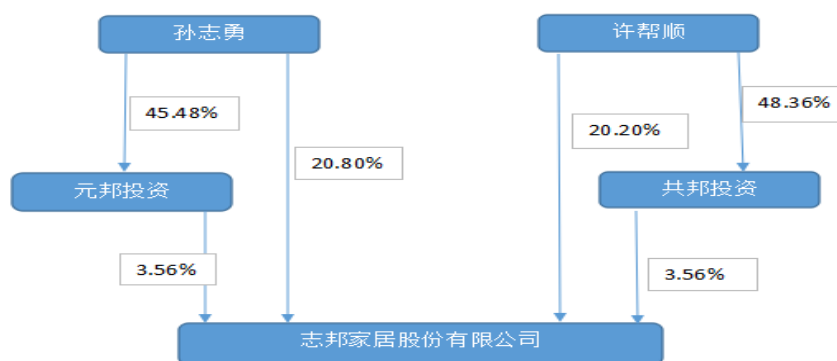 孙志勇
许帮顺
45.48%
48.36%
20.20%
20.80%
元邦投资
共邦投资
3.56%
3.56%
志邦家居股份有限公司